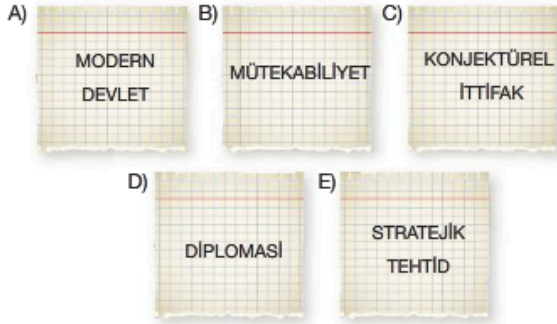 A)
MODERN
DEVLET
B)
MÜTEKABİLİYET
C)
KONJEKTÜREL
İTTİFAK
D)
DİPLOMASİ
E)
STRATEJİK
TEHTİD